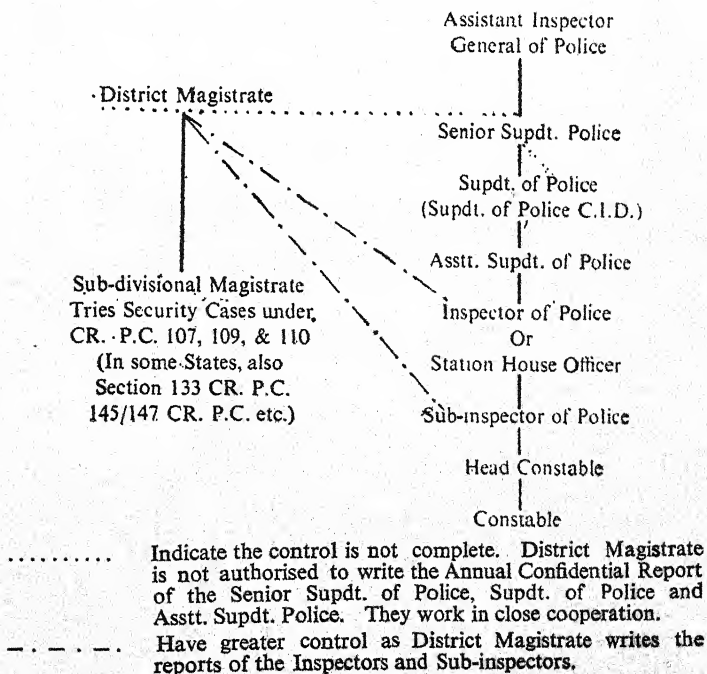 Assistant Inspector
General of Police
District Magistrate
Senior Supdt. Police
Supdt. of Police
(Supdt. of Police C.I.D.)
Asstt. Supdt. of Police
Sub-divisional Magistrate
Tries Security Cases under
CR. P.C. 107, 109, & 110
(In some States, also
Section 133 CR. P.C.
145/147 CR. P.C. etc.)
Inspector of Police
Or
Station House Officer
Sub-inspector of Police
Head Constable
Constable
.......... Indicate the control is not complete. District Magistrate
is not authorised to write the Annual Confidential Report
of the Senior Supdt. of Police, Supdt. of Police and
Asstt. Supdt. Police. They work in close cooperation.
—.—.—. Have greater control as District Magistrate writes the
reports of the Inspectors and Sub-inspectors.